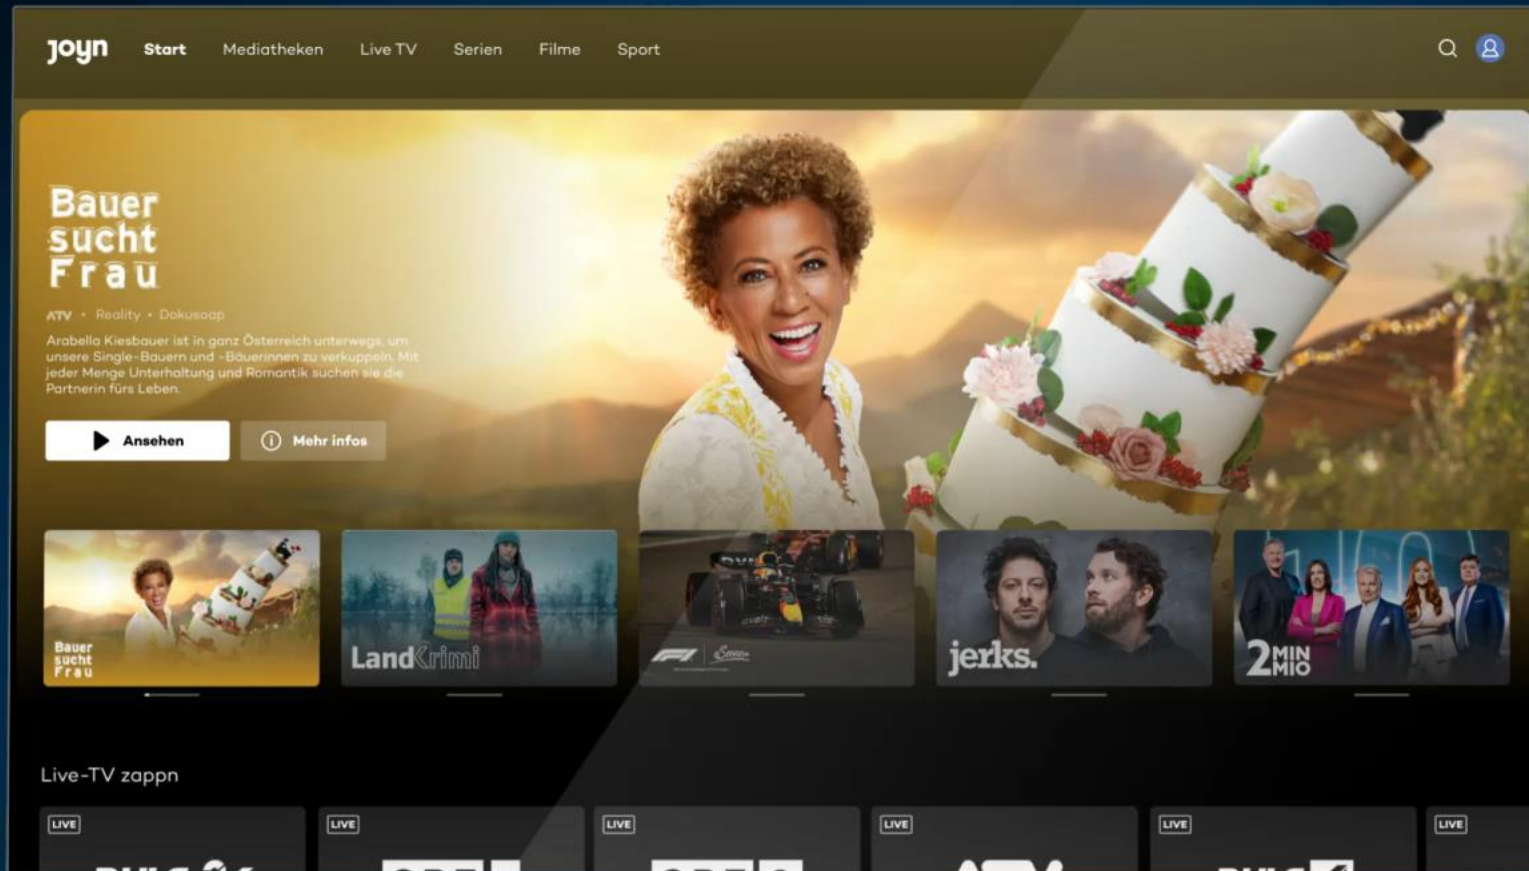 joyn Start Mediatheken Live TV Serien Filme Sport
Bauer
sucht
Frau
ATV • Reality • Dokusoap
Arabella Kiesbauer ist in ganz Österreich unterwegs, um
unsere Single-Bauern und -Bäuerinnen zu verkuppeln. Mit
jeder Menge Unterhaltung und Romantik suchen sie die
Partnerin fürs Leben.
Ansehen
Mehr infos
Bauer
sucht
Frau
LandKrimi
F1
jerks.
2 MIN
MIO
Live-TV zappn
LIVE
LIVE
LIVE
LIVE
LIVE
LIVE